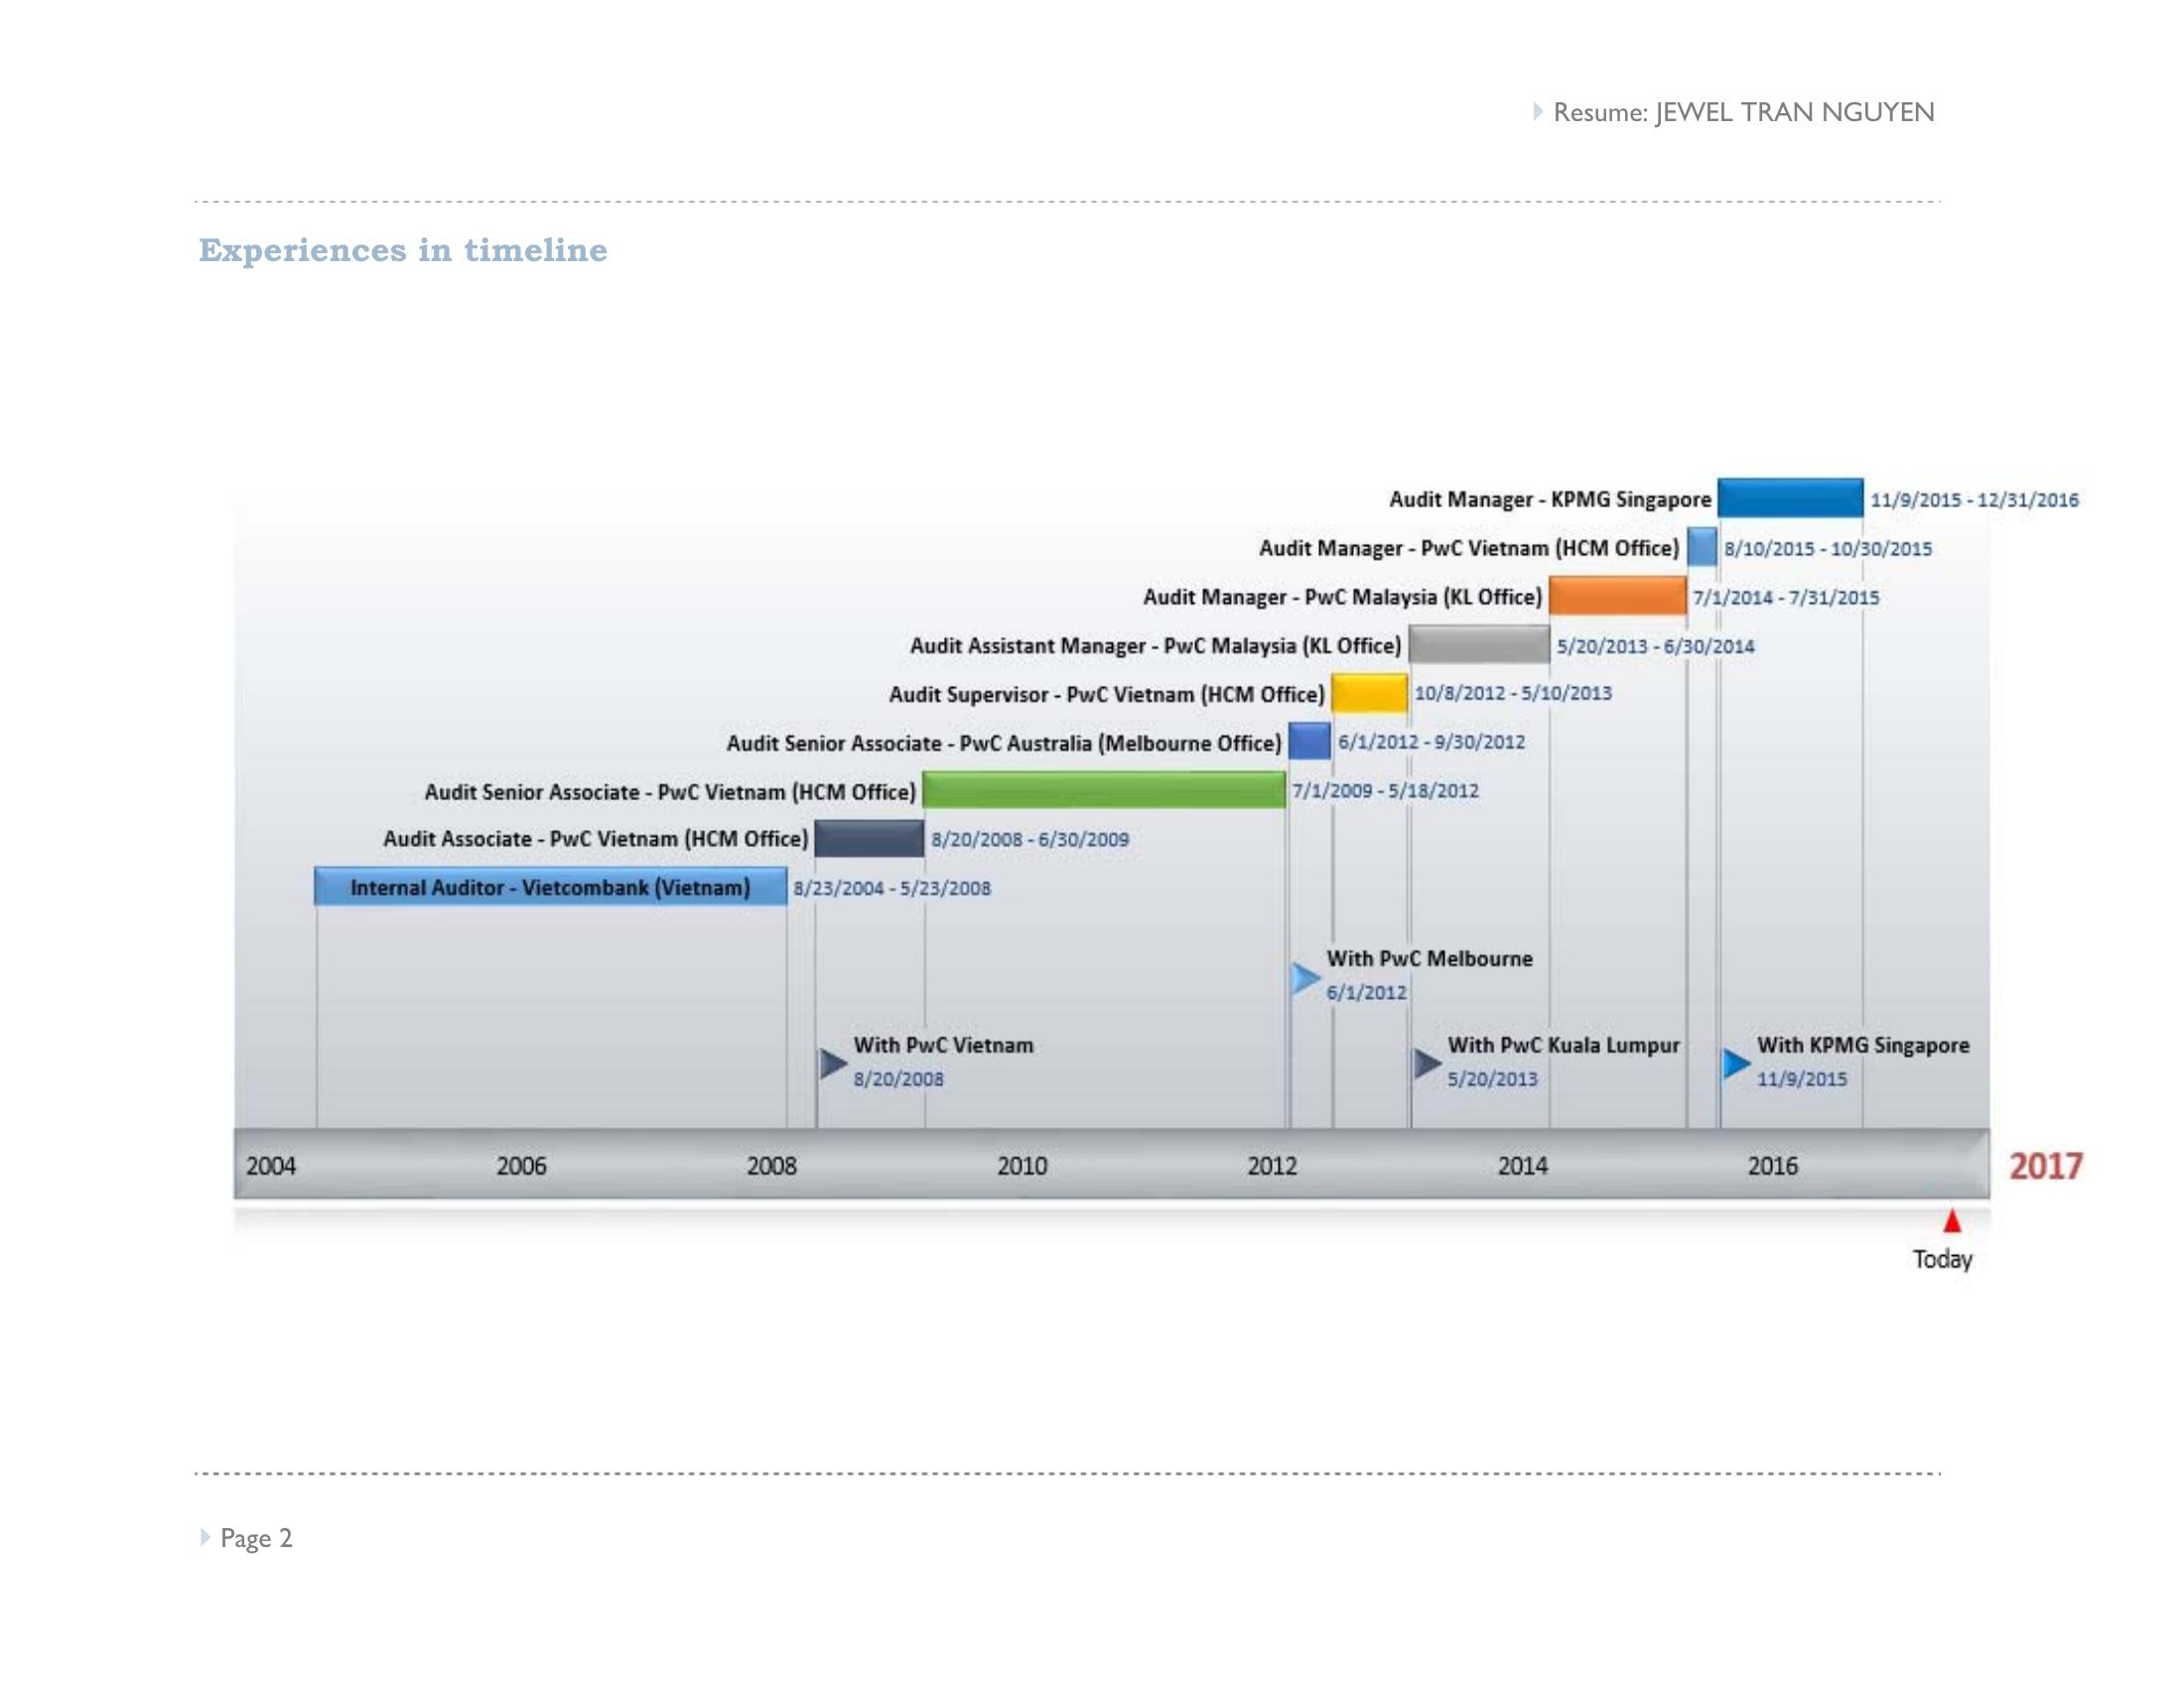 Resume: JEWEL TRAN NGUYEN
Experiences in timeline
Audit Manager - KPMG Singapore 11/9/2015 - 12/31/2016
Audit Manager - PwC Vietnam (HCM Office) 8/10/2015 - 10/30/2015
Audit Manager - PwC Malaysia (KL Office) 7/1/2014 - 7/31/2015
Audit Assistant Manager - PwC Malaysia (KL Office) 5/20/2013 - 6/30/2014
Audit Supervisor - PwC Vietnam (HCM Office) 10/8/2012 - 5/10/2013
Audit Senior Associate - PwC Australia (Melbourne Office) 6/1/2012 - 9/30/2012
Audit Senior Associate - PwC Vietnam (HCM Office) 7/1/2009 - 5/18/2012
Audit Associate - PwC Vietnam (HCM Office) 8/20/2008 - 6/30/2009
Internal Auditor - Vietcombank (Vietnam) 8/23/2004 - 5/23/2008
With PwC Melbourne
6/1/2012
With PwC Vietnam
8/20/2008
With PwC Kuala Lumpur
5/20/2013
With KPMG Singapore
11/9/2015
2004 2006 2008 2010 2012 2014 2016 2017
Today
Page 2